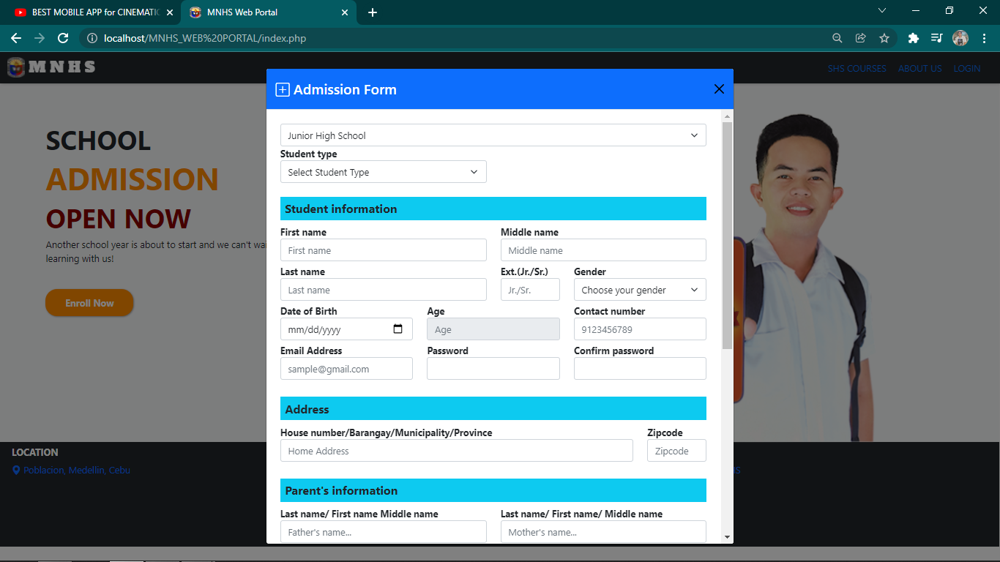 BEST MOBILE APP for CINEMATIC
MNHS Web Portal
localhost/MNHS_WEB%20PORTAL/index.php
MNHS
SHS COURSES ABOUT US LOGIN
Admission Form
SCHOOL
ADMISSION
OPEN NOW
Another school year is about to start and we can't wai
learning with us!
Enroll Now
Junior High School
Student type
Select Student Type
Student information
First name Middle name
First name Middle name
Last name Ext.(Jr./Sr.) Gender
Last name Jr./Sr. Choose your gender
Date of Birth Age Contact number
mm/dd/yyyy Age 9123456789
Email Address Password Confirm password
sample@gmail.com
Address
House number/Barangay/Municipality/Province Zipcode
Home Address Zipcode
Parent's information
Last name/ First name Middle name Last name/ First name/ Middle name
Father's name... Mother's name...
LOCATION
Poblacion, Medellin, Cebu